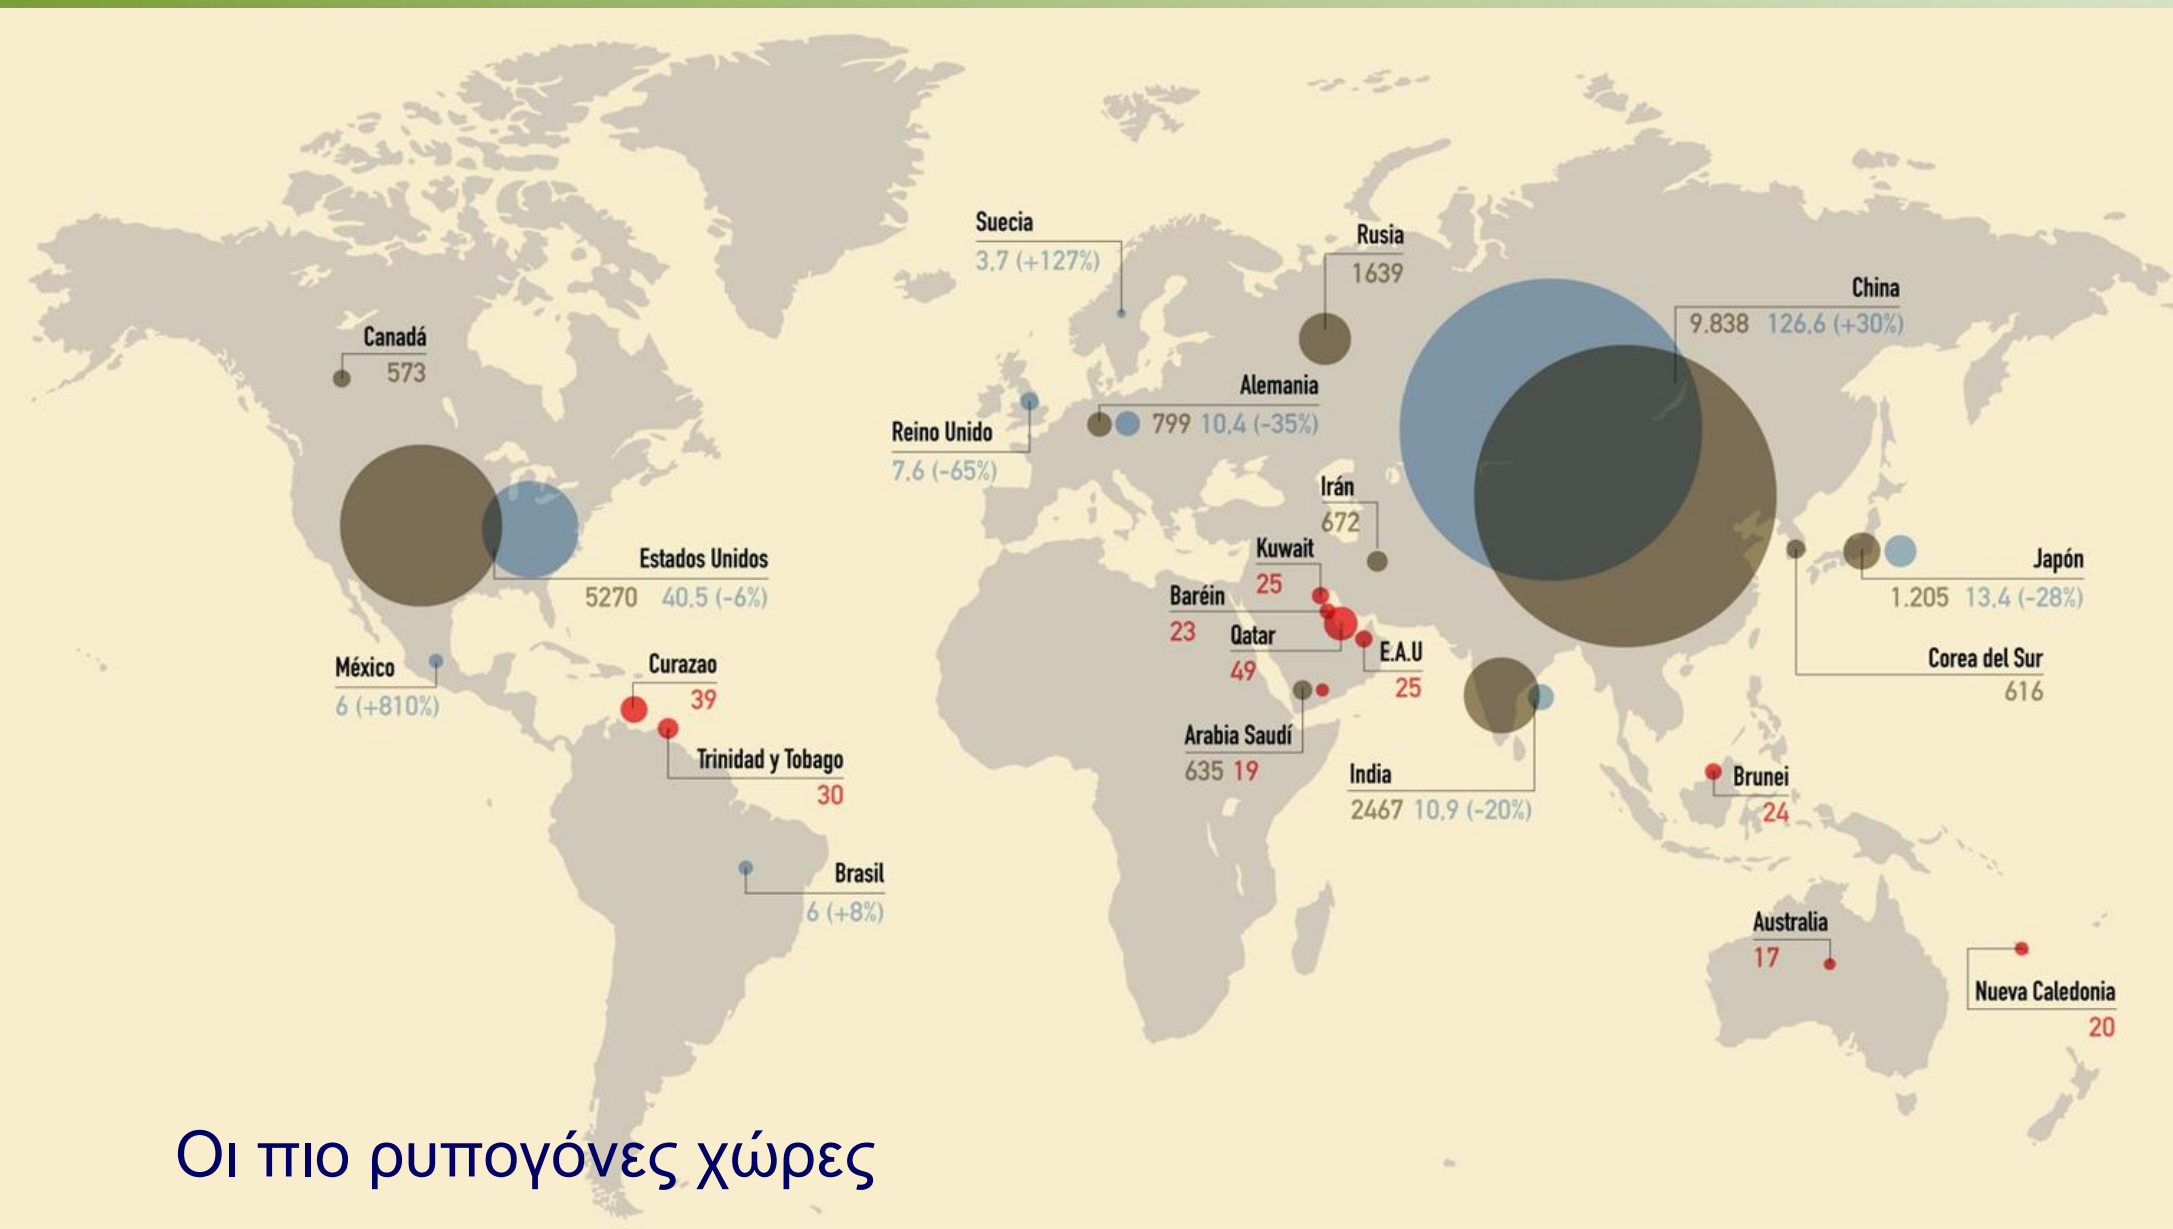 Suecia
3,7 (+127%)
Rusia
1639
China
9.838 126,6 (+30%)
Canadá
573
Alemania
799 10,4 (-35%)
Reino Unido
7,6 (-65%)
Irán
672
Kuwait
25
Estados Unidos
5270 40,5 (-6%)
Japón
1.205 13,4 (-28%)
Baréin
23
Qatar
49
E.A.U
25
México
6 (+810%)
Curazao
39
Corea del Sur
616
Trinidad y Tobago
30
Arabia Saudí
635 19
India
2467 10,9 (-20%)
Brunei
24
Brasil
6 (+8%)
Australia
17
Nueva Caledonia
20
Οι πιο ρυπογόνες χώρες